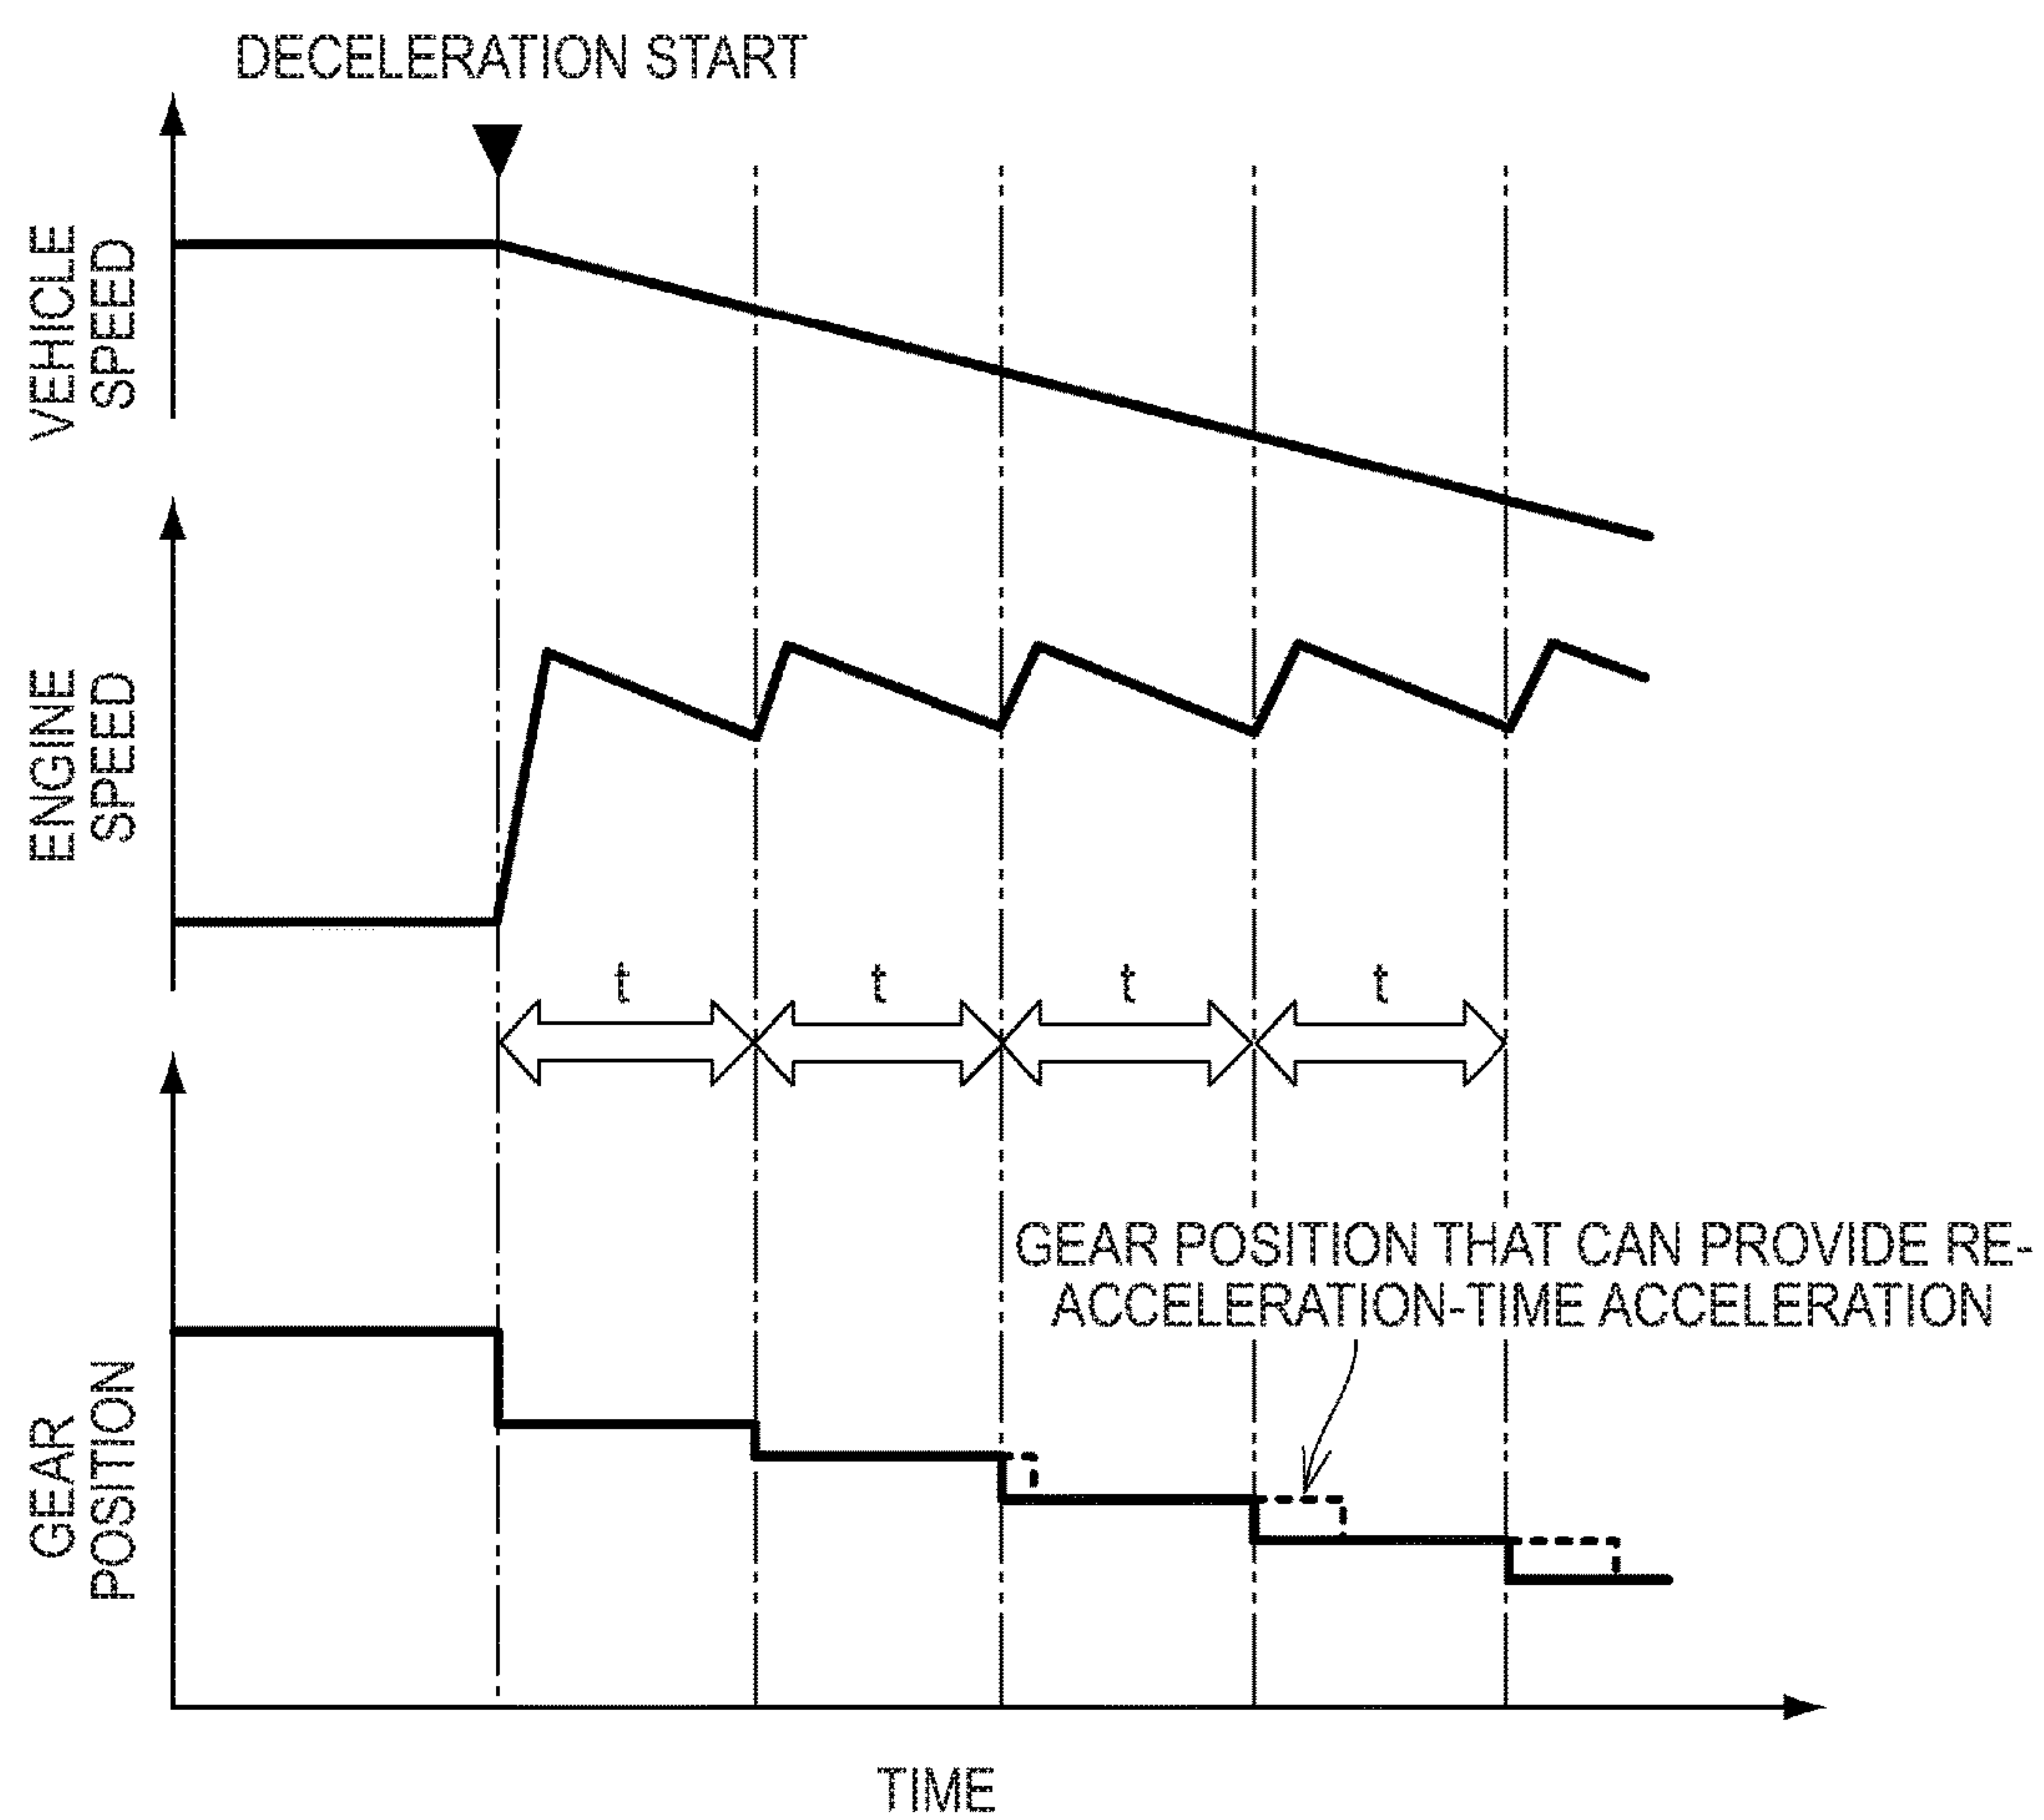 DECELERATION START
VEHICLE
SPEED
ENGINE
SPEED
t
t
t
t
GEAR POSITION THAT CAN PROVIDE RE-
ACCELERATION-TIME ACCELERATION
GEAR
POSITION
TIME